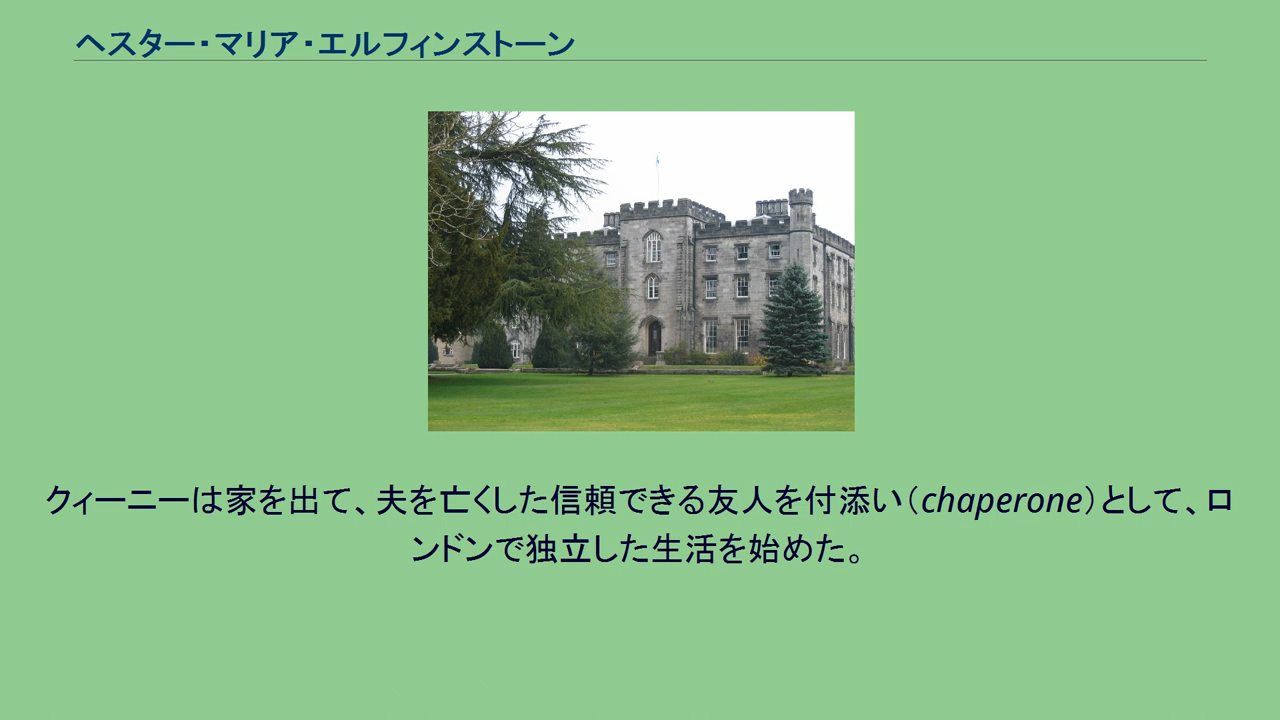 ヘスター・マリア・エルフィンストーン
クィーニーは家を出て、夫を亡くした信頼できる友人を付添い（chaperone）として、ロ
ンドンで独立した生活を始めた。